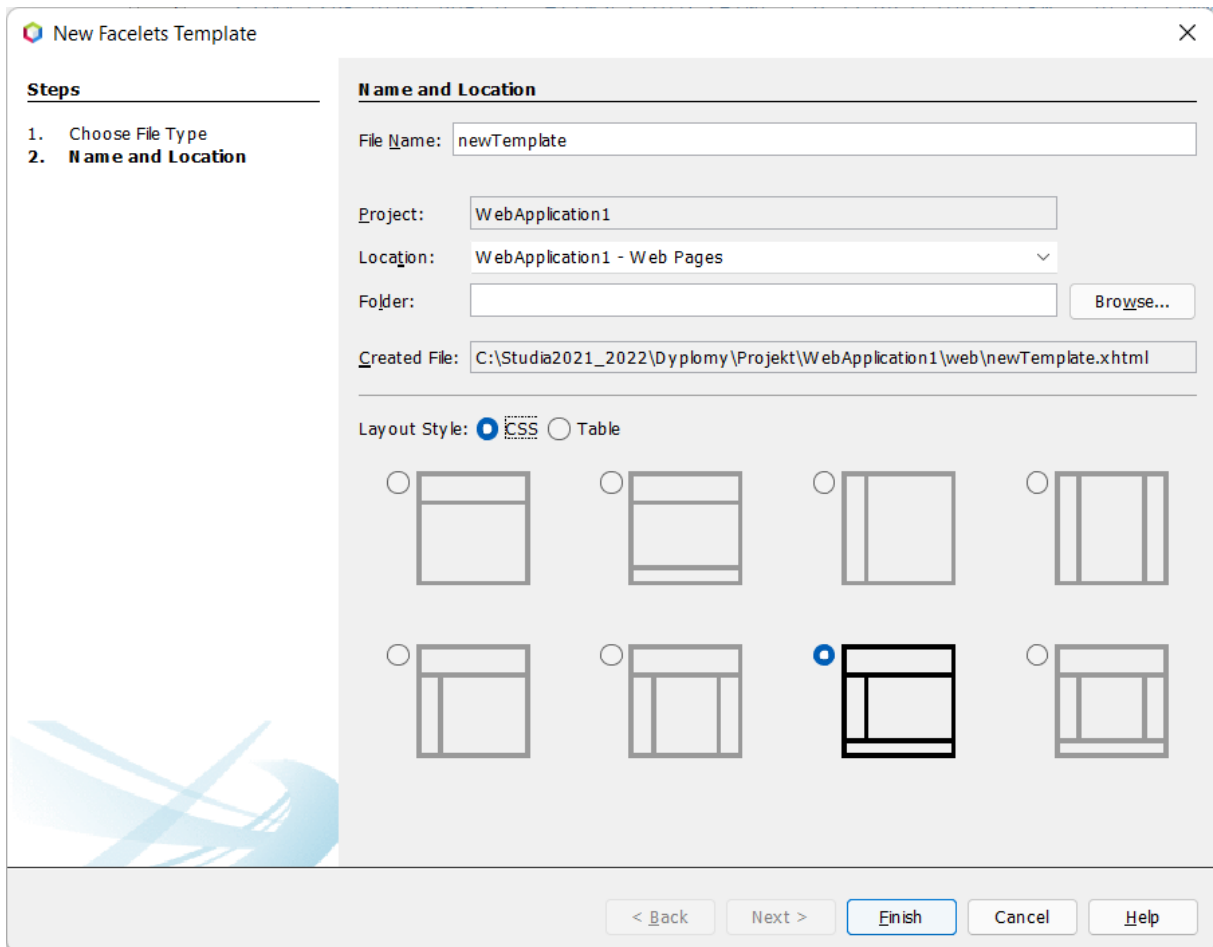 New Facelets Template
Steps
1. Choose File Type
2. Name and Location
Name and Location
File Name: newTemplate
Project: WebApplication1
Location: WebApplication1 - Web Pages
Folder:
Browse...
Created File: C:\Studia2021_2022\Dyplomy\Projekt\WebApplication1\web\newTemplate.xhtml
Layout Style: CSS Table
< Back Next > Finish Cancel Help